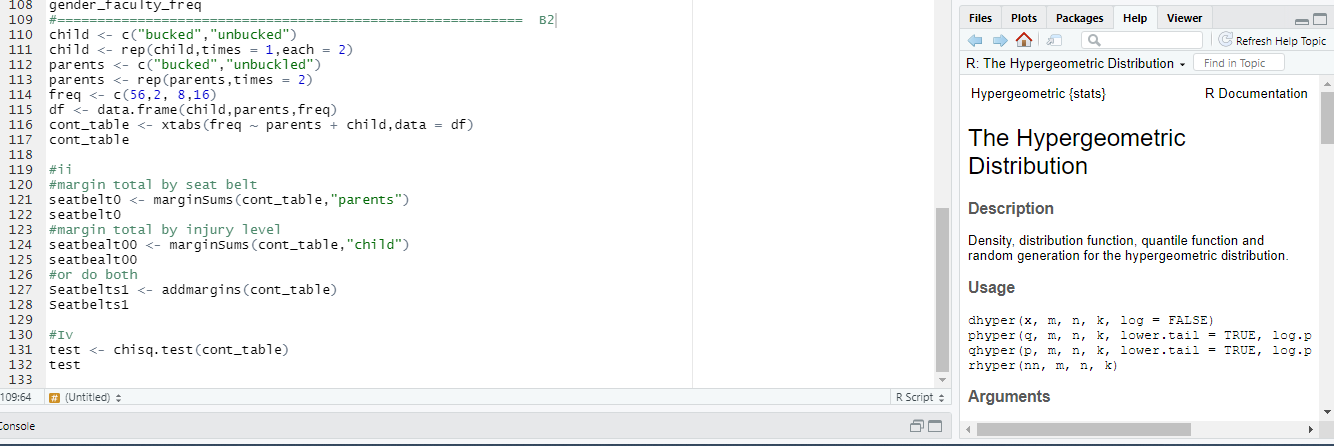 108 gender_faculty_freq
109 #=========================================================== B2
110 child <- c("bucked","unbucked")
111 child <- rep(child,times = 1,each = 2)
112 parents <- c("bucked","unbuckled")
113 parents <- rep(parents,times = 2)
114 freq <- c(56,2, 8,16)
115 df <- data.frame(child,parents,freq)
116 cont_table <- xtabs(freq ~ parents + child,data = df)
117 cont_table
118
119 #ii
120 #margin total by seat belt
121 seatbelt0 <- marginSums(cont_table,"parents")
122 seatbelt0
123 #margin total by injury level
124 seatbealt00 <- marginSums(cont_table,"child")
125 seatbealt00
126 #or do both
127 Seatbelts1 <- addmargins(cont_table)
128 Seatbelts1
129
130 #Iv
131 test <- chisq.test(cont_table)
132 test
133
109:64 # (Untitled) R Script
Console
Files Plots Packages Help Viewer
Refresh Help Topic
R: The Hypergeometric Distribution Find in Topic
Hypergeometric {stats} R Documentation
The Hypergeometric
Distribution
Description
Density, distribution function, quantile function and
random generation for the hypergeometric distribution.
Usage
dhyper(x, m, n, k, log = FALSE)
phyper(q, m, n, k, lower.tail = TRUE, log.p
qhyper(p, m, n, k, lower.tail = TRUE, log.p
rhyper(nn, m, n, k)
Arguments